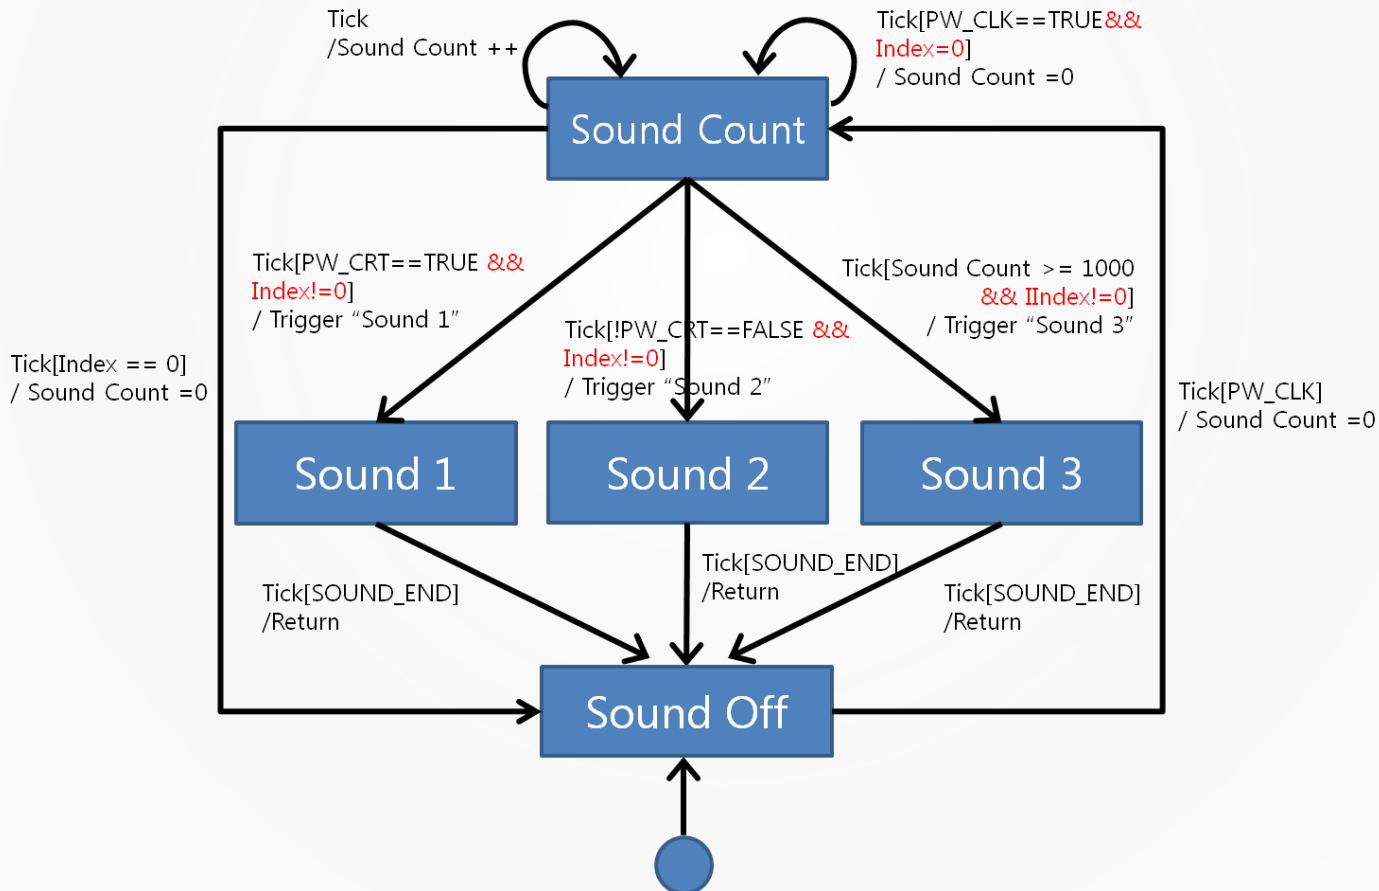 Tick
/Sound Count ++
Tick[PW_CLK==TRUE&&
Index=0]
/ Sound Count =0
Sound Count
Tick[PW_CRT==TRUE &&
Index!=0]
/ Trigger “Sound 1”
Tick[!PW_CRT==FALSE &&
Index!=0]
/ Trigger “Sound 2”
Tick[Sound Count >= 1000
&& IIndex!=0]
/ Trigger “Sound 3”
Tick[Index == 0]
/ Sound Count =0
Tick[PW_CLK]
/ Sound Count =0
Sound 1
Sound 2
Sound 3
Tick[SOUND_END]
/Return
Tick[SOUND_END]
/Return
Tick[SOUND_END]
/Return
Sound Off